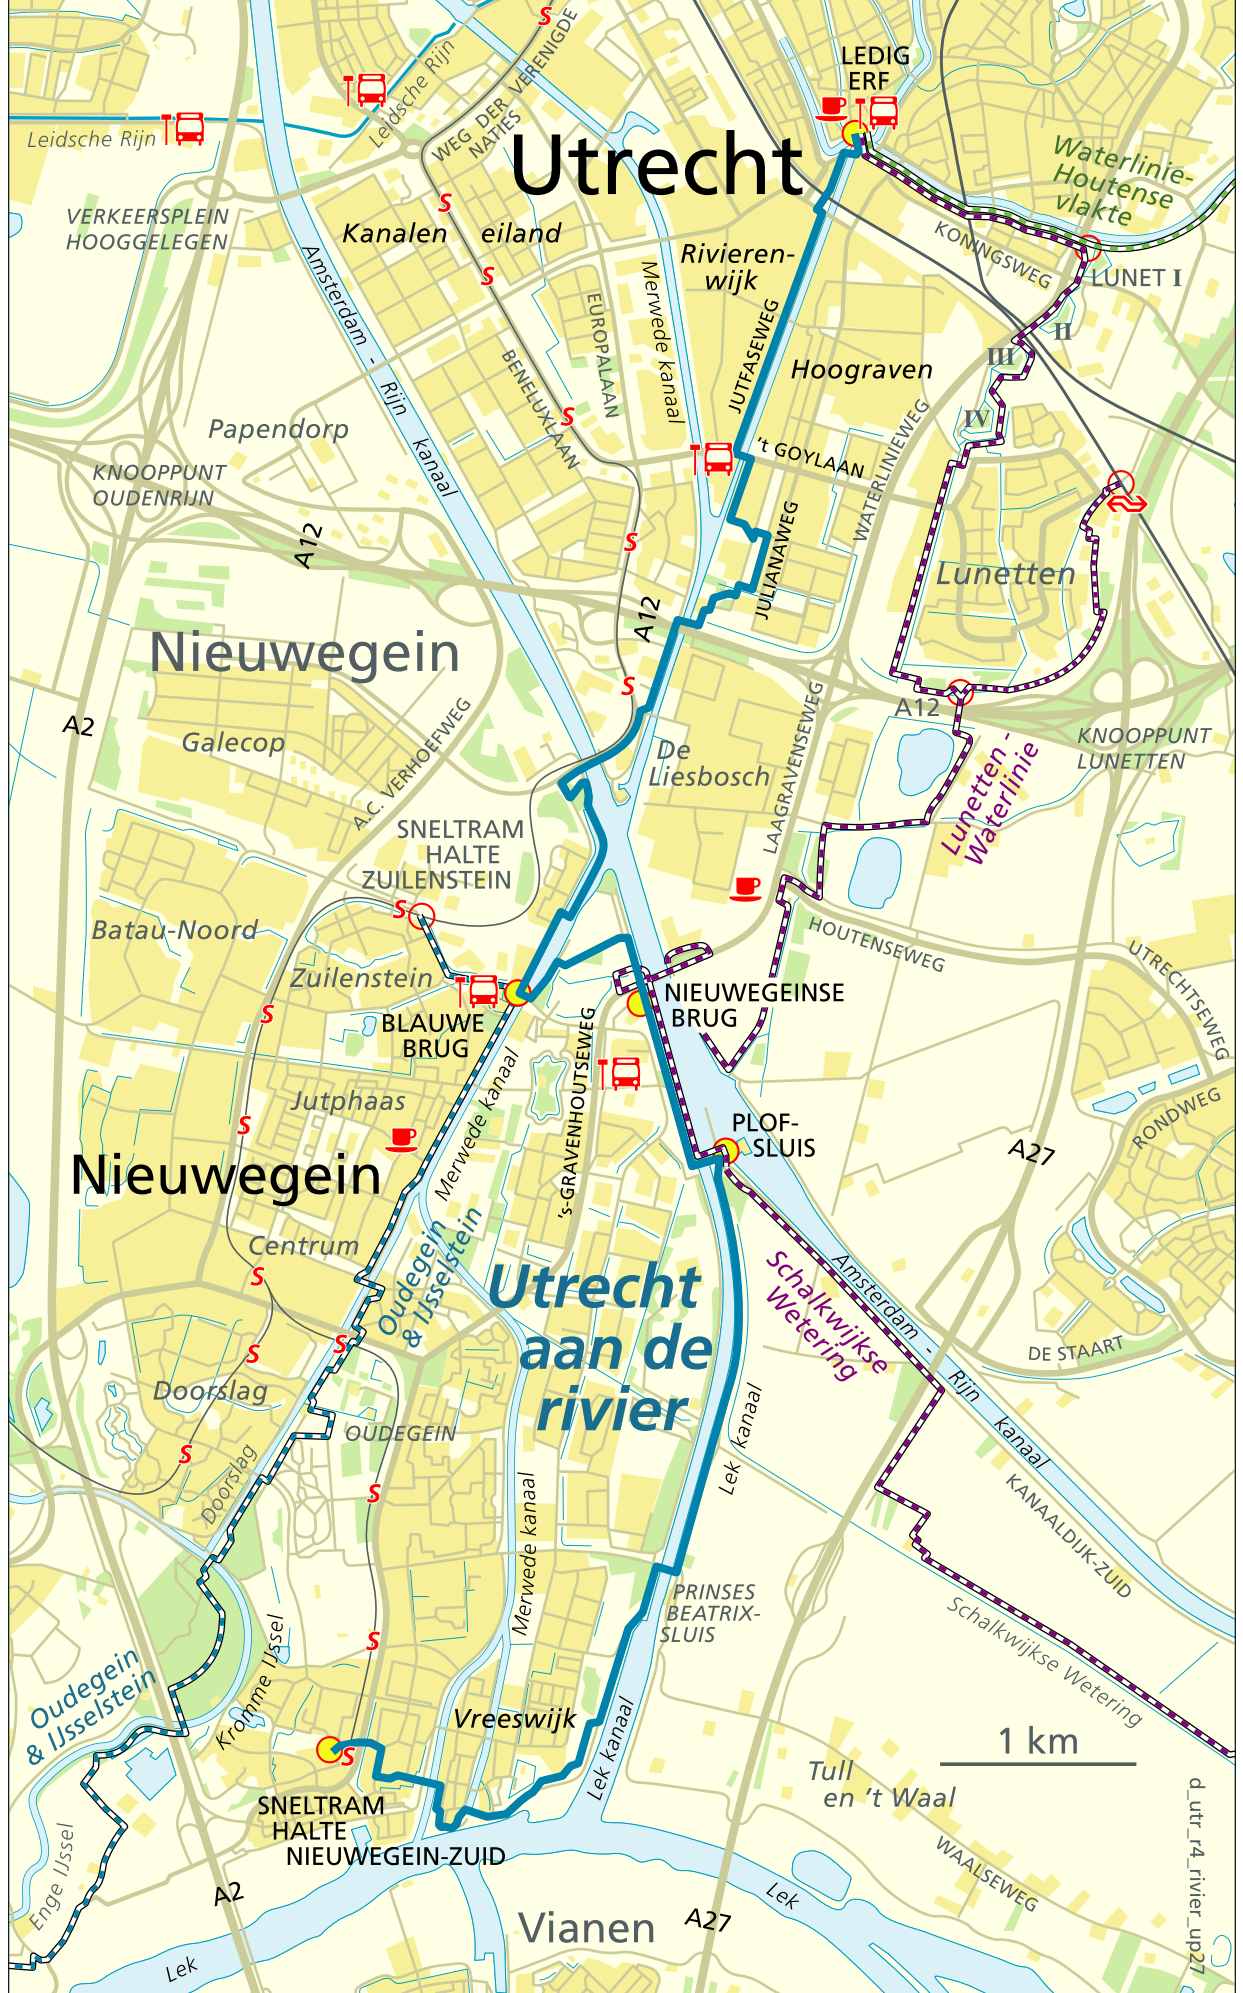 LEDIG
ERF
S
WEG DER VERENIGDE
NATIES
Leidsche Rijn
Leidsche Rijn
Utrecht
Waterlinie-
Houtense
vlakte
VERKEERSPLEIN
HOOGGELEGEN
S
Kanalen eiland
Rivieren-
wijk
KONINGSWEG
LUNET I
II
III
IV
S
Amsterdam - Rijn kanaal
EUROPALAAN
Merwede kanaal
JUTFASEWEG
Hoograven
BENELUXLAAN
S
Papendorp
KNOOPPUNT
OUDENRIJN
't GOYLAAN
WATERLINIEWEG
JULIANAWEG
A12
S
Lunetten
A12
Nieuwegein
S
A12
A2
Galecop
A.C. VERHOEFWEG
De
Liesbosch
LAAGRAVENSEWEG
KNOOPPUNT
LUNETTEN
Lunetten -
Waterlinie
SNELTRAM
HALTE
ZUILENSTEIN
S
Batau-Noord
Zuilenstein
HOUTENSEWEG
UTRECHTSEWEG
S
BLAUWE
BRUG
NIEUWEGEINSE
BRUG
's-GRAVENHOUTSEWEG
Merwede kanaal
Jutphaas
S
PLOF-
SLUIS
RONDWEG
A27
Nieuwegein
Centrum
S
Oudegein
& IJsselstein
Utrecht
aan de
rivier
Schalkwijkse
Wetering
Amsterdam - Rijn kanaal
DE STAART
S
S
Doorslag
S
OUDEGEIN
Lek kanaal
Doorslag
S
Merwede kanaal
KANAALDIJK-ZUID
PRINSES
BEATRIX-
SLUIS
Schalkwijkse Wetering
S
Oudegein
& IJsselstein
Kromme IJssel
Vreeswijk
Lek kanaal
S
1 km
Tull
en 't Waal
SNELTRAM
HALTE
NIEUWEGEIN-ZUID
Enge IJssel
A2
WAALSEWEG
Lek
Vianen
A27
Lek
d_utr_r4_rivier_up27